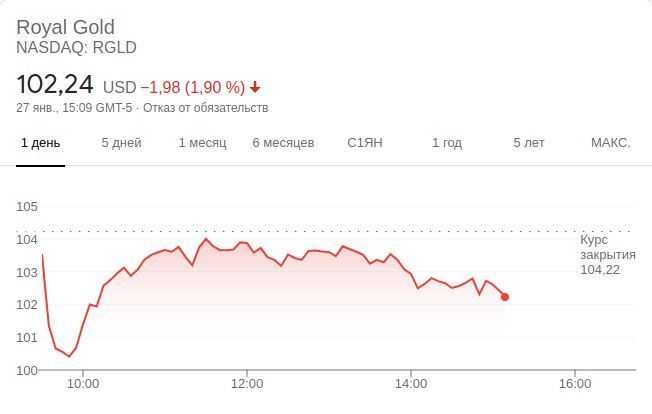 Royal Gold
NASDAQ: RGLD
102,24 USD −1,98 (1,90 %)
27 янв., 15:09 GMT-5 · Отказ от обязательств
1 день 5 дней 1 месяц 6 месяцев С1ЯН 1 год 5 лет МАКС.
105
104
103
102
101
100
Курс
закрытия
104,22
10:00 12:00 14:00 16:00